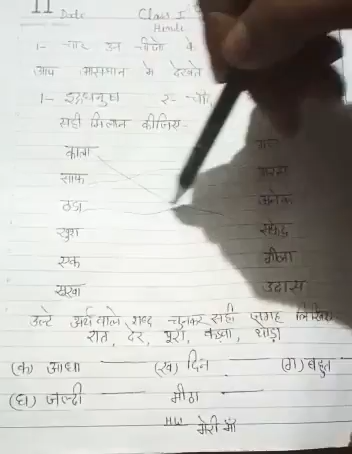 Date Class I
Hindi
1- चार उन चीजो के
आप आसमान के देखते
1- इन्द्रधनुष 2-
सही मिलान कीजिए-
काला
साफ
ठंडा अनेक
खुश सफेद
एक गीला
सूखा उदास
उल्टे अर्थ वाले शब्द चुनकर सही जगह लिखिए
रात, देर, पूरा, कड़वा, थोड़ा
(क) आधा (ख) दिन (ग) बहुत
(घ) जल्दी मीठा
HW मेरी माँ